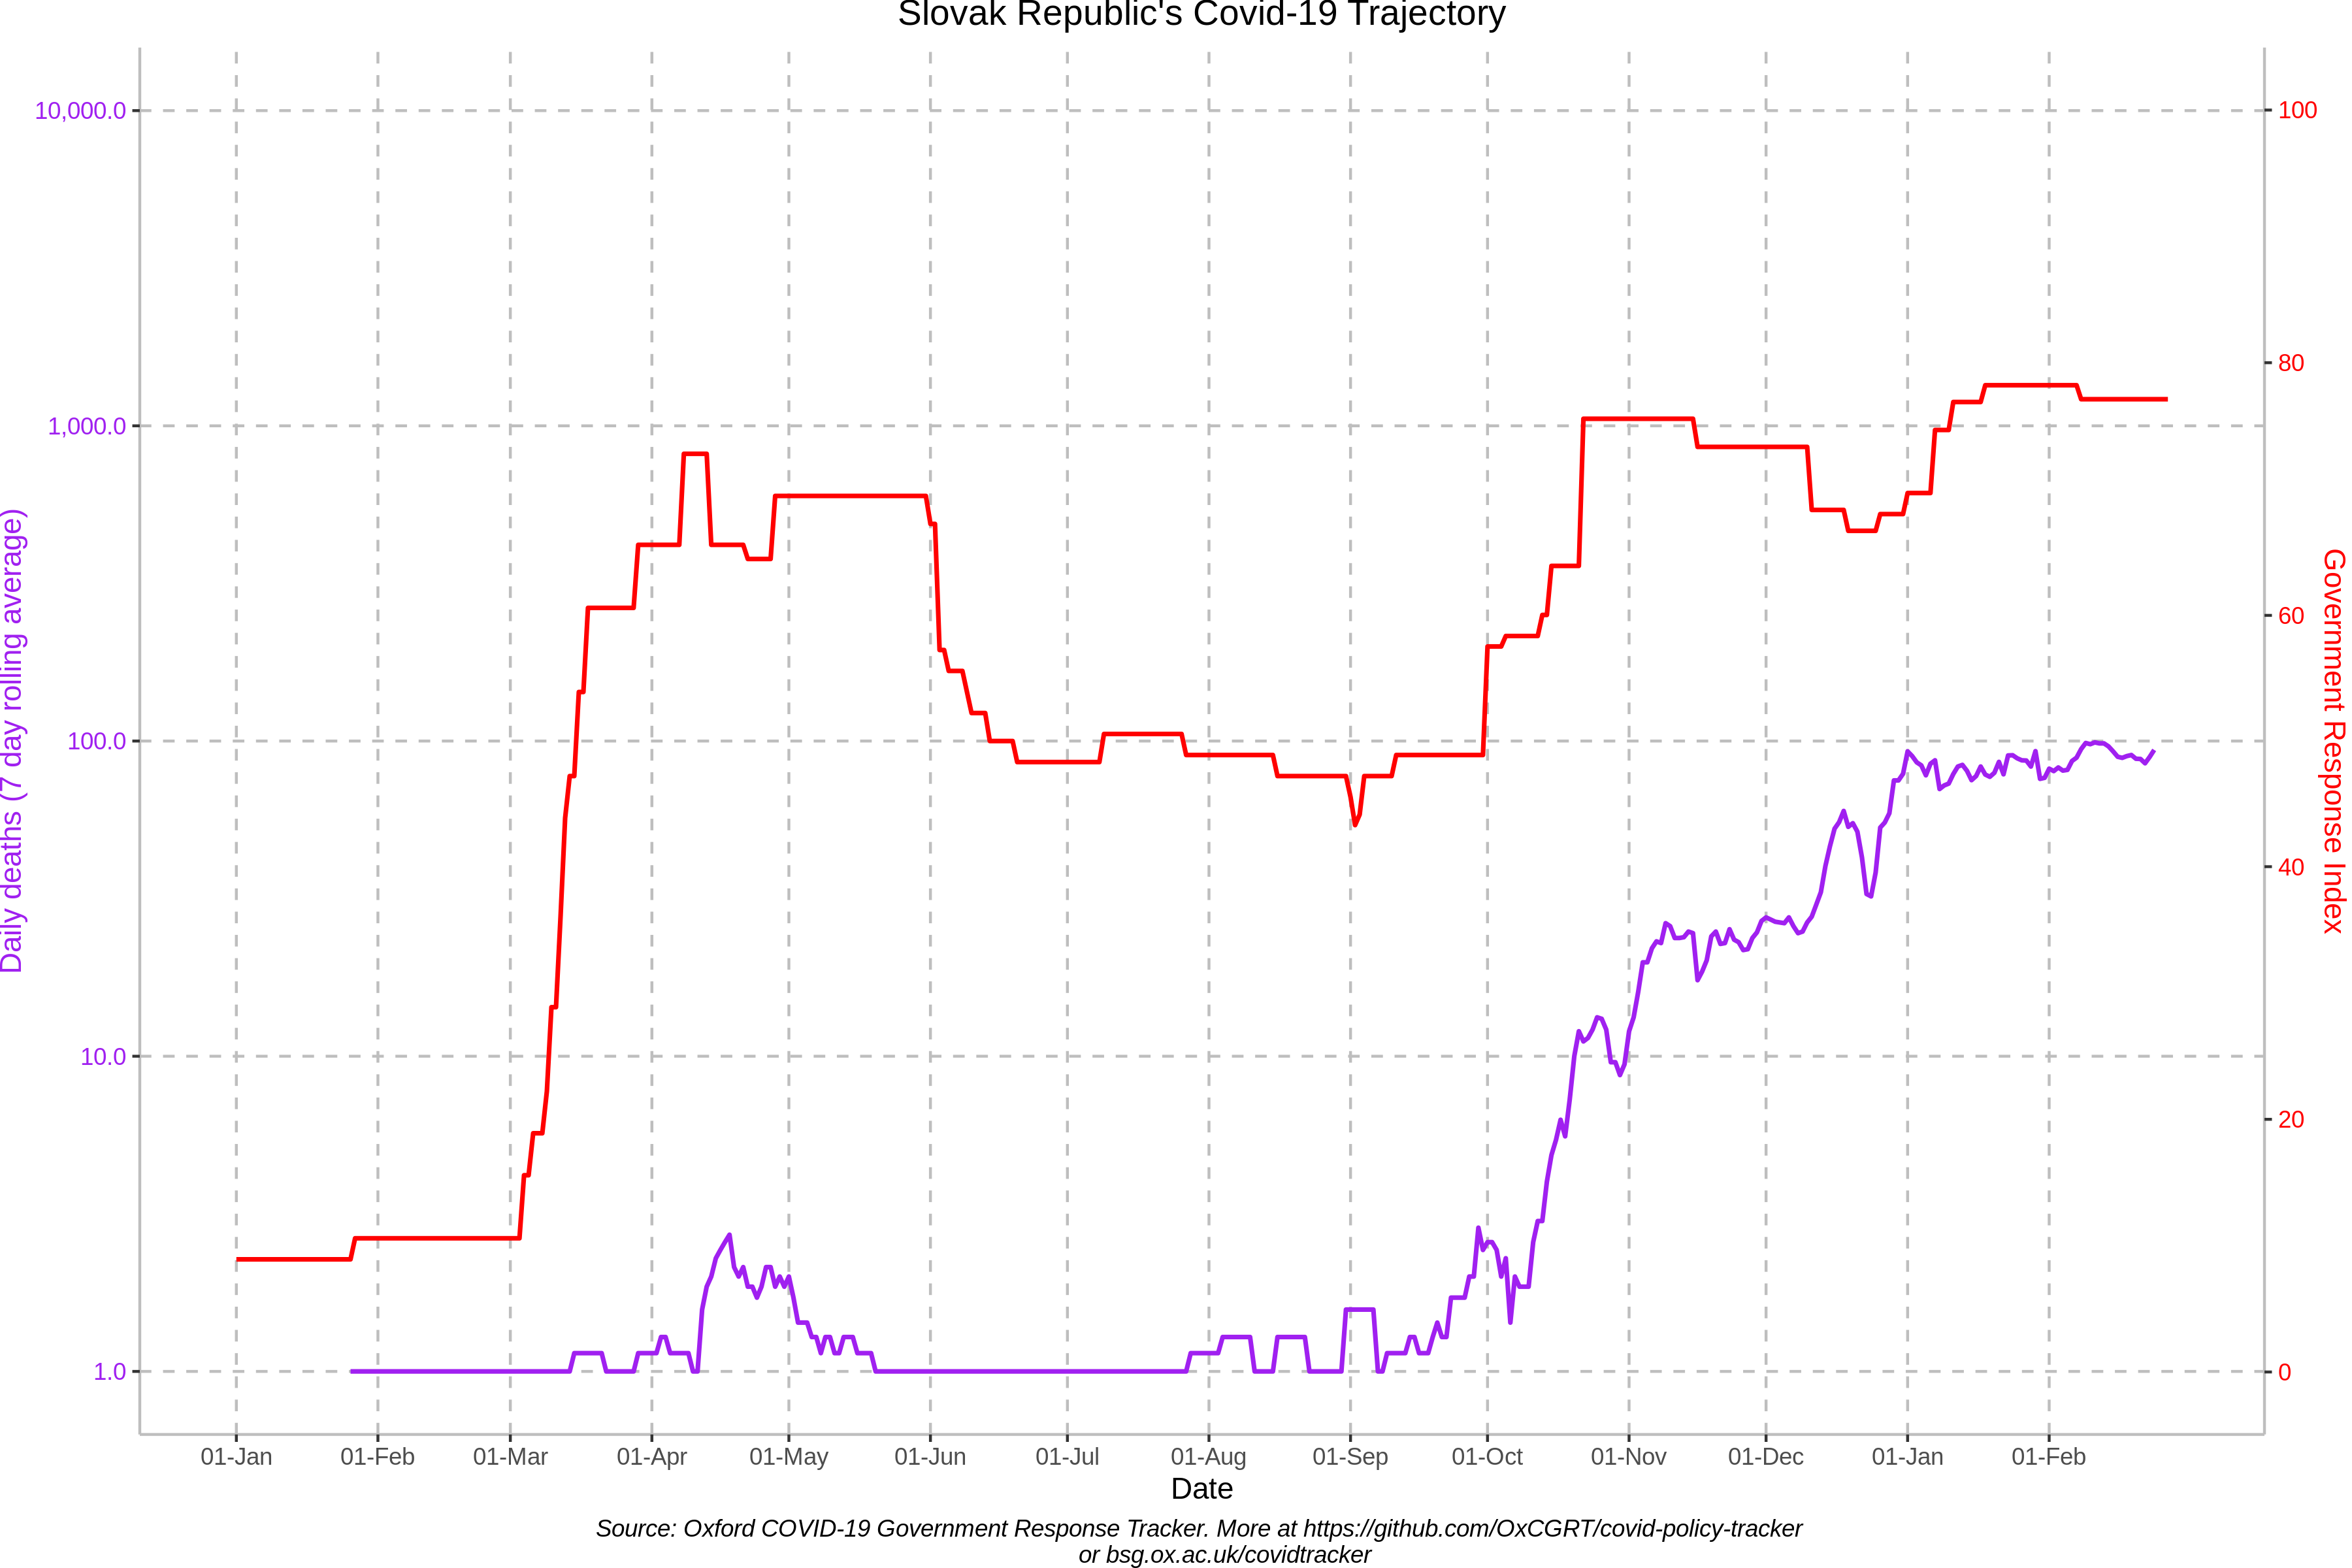 Slovak Republic's Covid-19 Trajectory
10,000.0
1,000.0
100.0
10.0
1.0
Daily deaths (7 day rolling average)
100
80
60
40
20
0
Government Response Index
01-Jan 01-Feb 01-Mar 01-Apr 01-May 01-Jun 01-Jul 01-Aug 01-Sep 01-Oct 01-Nov 01-Dec 01-Jan 01-Feb
Date
Source: Oxford COVID-19 Government Response Tracker. More at https://github.com/OxCGRT/covid-policy-tracker
or bsg.ox.ac.uk/covidtracker